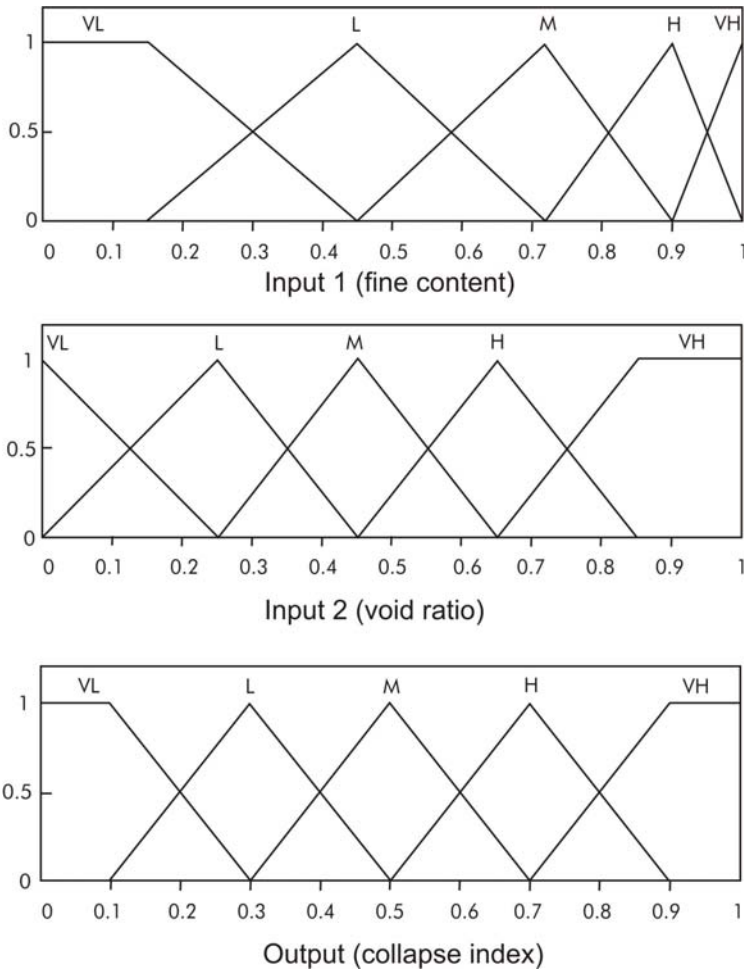 VL L M H VH
1
0.5
0
0 0.1 0.2 0.3 0.4 0.5 0.6 0.7 0.8 0.9 1
Input 1 (fine content)
VL L M H VH
1
0.5
0
0 0.1 0.2 0.3 0.4 0.5 0.6 0.7 0.8 0.9 1
Input 2 (void ratio)
VL L M H VH
1
0.5
0
0 0.1 0.2 0.3 0.4 0.5 0.6 0.7 0.8 0.9 1
Output (collapse index)